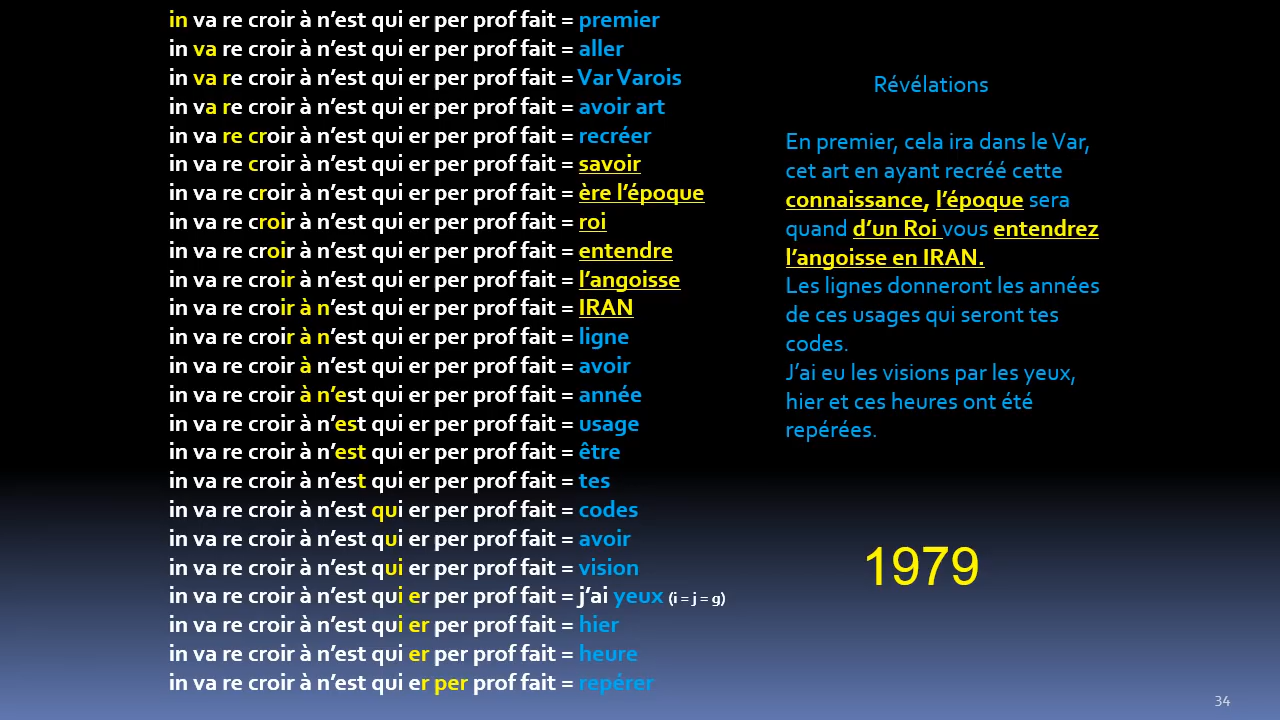 in va re croir à n’est qui er per prof fait = premier
in va re croir à n’est qui er per prof fait = aller
in va re croir à n’est qui er per prof fait = Var Varois
in va re croir à n’est qui er per prof fait = avoir art
in va re croir à n’est qui er per prof fait = recréer
in va re croir à n’est qui er per prof fait = savoir
in va re croir à n’est qui er per prof fait = ère l’époque
in va re croir à n’est qui er per prof fait = roi
in va re croir à n’est qui er per prof fait = entendre
in va re croir à n’est qui er per prof fait = l’angoisse
in va re croir à n’est qui er per prof fait = IRAN
in va re croir à n’est qui er per prof fait = ligne
in va re croir à n’est qui er per prof fait = avoir
in va re croir à n’est qui er per prof fait = année
in va re croir à n’est qui er per prof fait = usage
in va re croir à n’est qui er per prof fait = être
in va re croir à n’est qui er per prof fait = tes
in va re croir à n’est qui er per prof fait = codes
in va re croir à n’est qui er per prof fait = avoir
in va re croir à n’est qui er per prof fait = vision
in va re croir à n’est qui er per prof fait = j’ai yeux (i = j = g)
in va re croir à n’est qui er per prof fait = hier
in va re croir à n’est qui er per prof fait = heure
in va re croir à n’est qui er per prof fait = repérer
Révélations
En premier, cela ira dans le Var,
cet art en ayant recréé cette
connaissance, l’époque sera
quand d’un Roi vous entendrez
l’angoisse en IRAN.
Les lignes donneront les années
de ces usages qui seront tes
codes.
J’ai eu les visions par les yeux,
hier et ces heures ont été
repérées.
1979
34